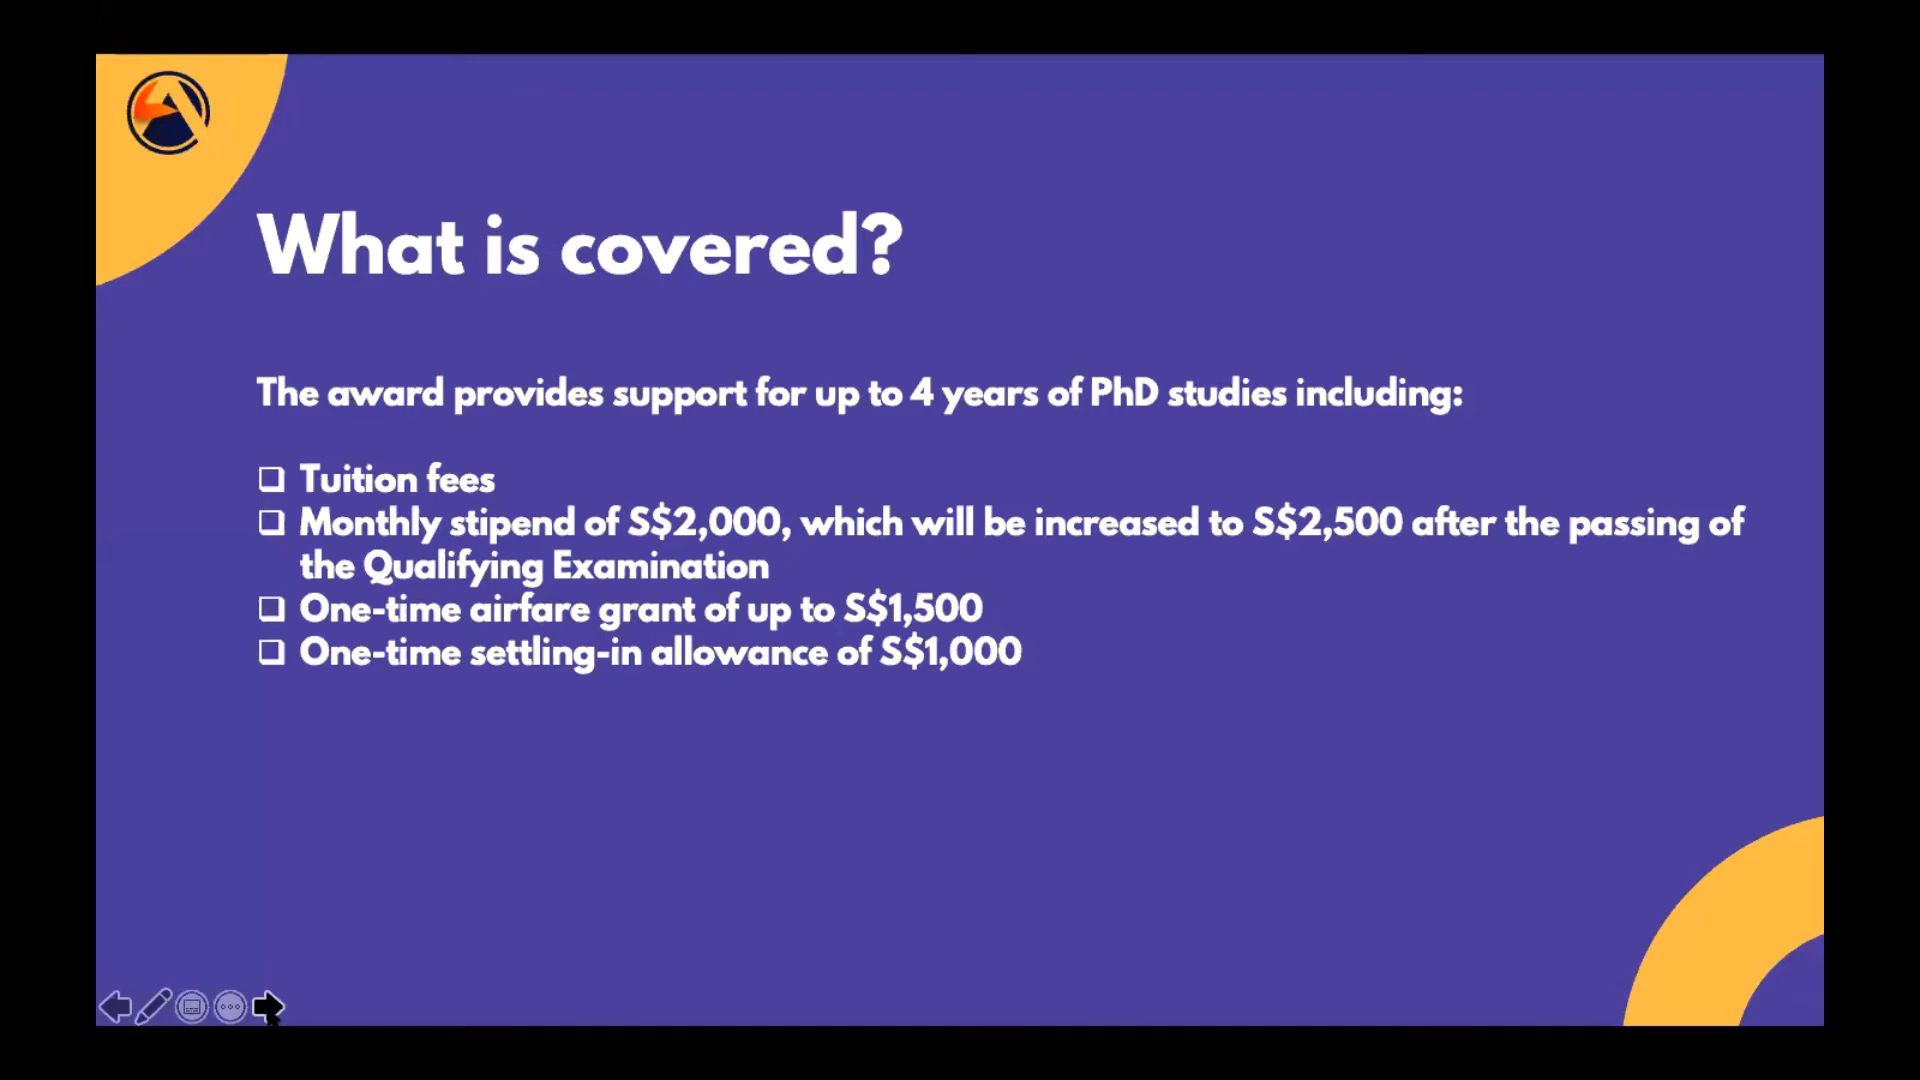 What is covered?
The award provides support for up to 4 years of PhD studies including:
❑ Tuition fees
❑ Monthly stipend of S$2,000, which will be increased to S$2,500 after the passing of
the Qualifying Examination
❑ One-time airfare grant of up to S$1,500
❑ One-time settling-in allowance of S$1,000